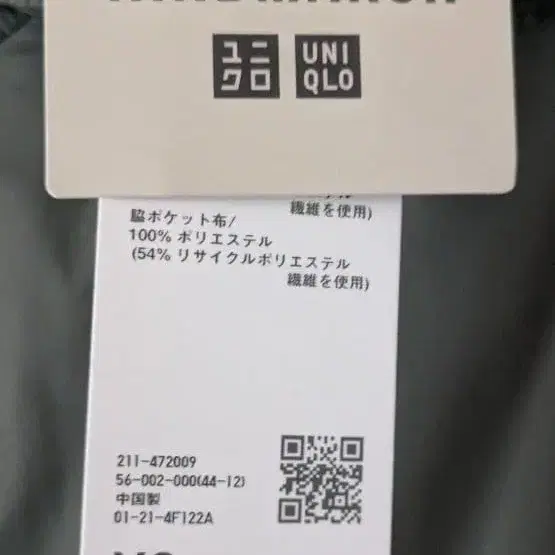 ユニ
クロ
UNI
QLO
繊維を使用)
脇ポケット布/
100% ポリエステル
(54% リサイクルポリエステル
繊維を使用)
211-472009
56-002-000(44-12)
中国製
01-21-4F122A